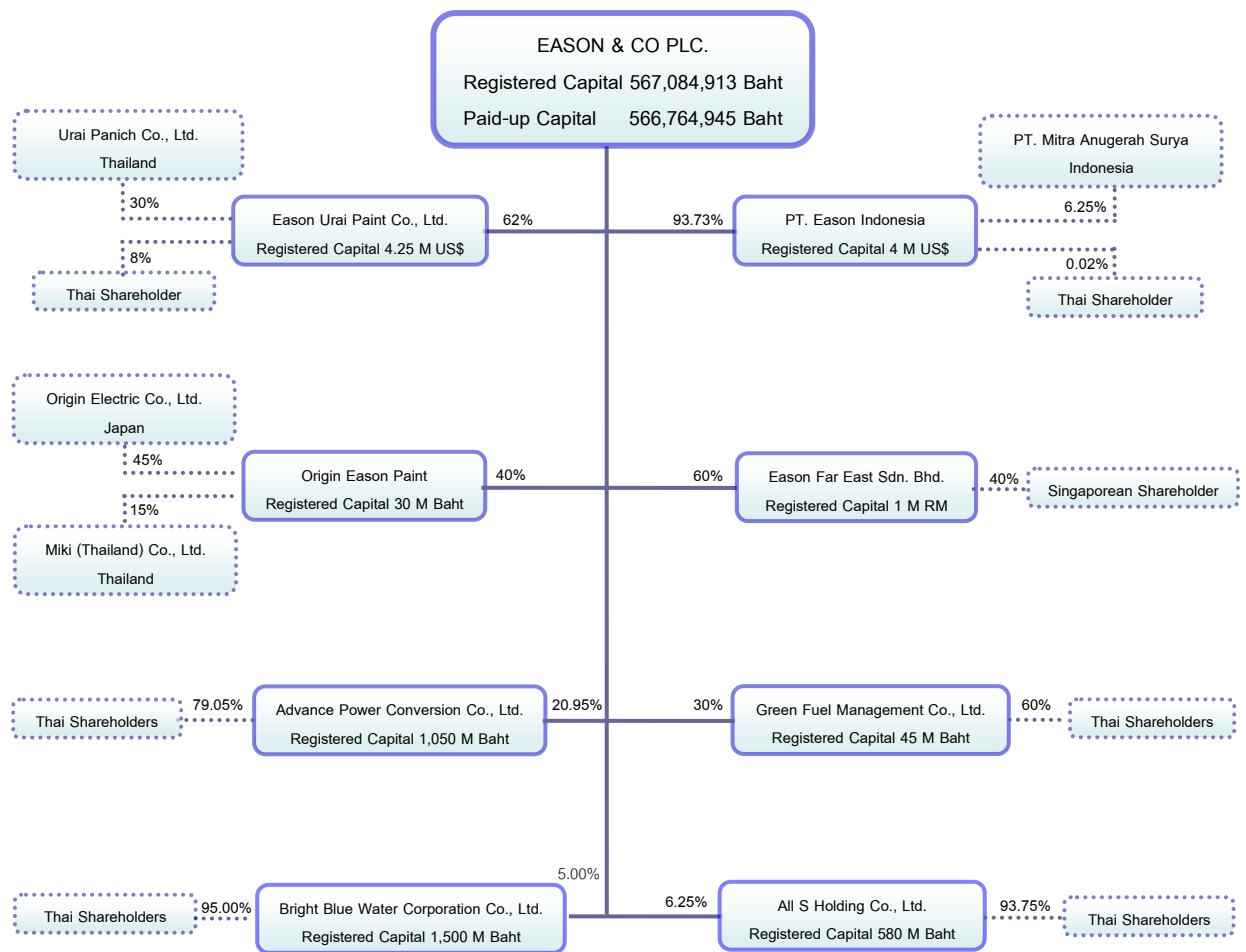 EASON & CO PLC.
Registered Capital 567,084,913 Baht
Paid-up Capital 566,764,945 Baht
Urai Panich Co., Ltd.
Thailand
30%
Eason Urai Paint Co., Ltd.
Registered Capital 4.25 M US$
62%
8%
Thai Shareholder
93.73%
PT. Eason Indonesia
Registered Capital 4 M US$
PT. Mitra Anugerah Surya
Indonesia
6.25%
0.02%
Thai Shareholder
Origin Electric Co., Ltd.
Japan
45%
Origin Eason Paint
Registered Capital 30 M Baht
40%
15%
Miki (Thailand) Co., Ltd.
Thailand
60%
Eason Far East Sdn. Bhd.
Registered Capital 1 M RM
40%
Singaporean Shareholder
Thai Shareholders
79.05%
Advance Power Conversion Co., Ltd.
Registered Capital 1,050 M Baht
20.95%
30%
Green Fuel Management Co., Ltd.
Registered Capital 45 M Baht
60%
Thai Shareholders
Thai Shareholders
95.00%
Bright Blue Water Corporation Co., Ltd.
Registered Capital 1,500 M Baht
5.00%
6.25%
All S Holding Co., Ltd.
Registered Capital 580 M Baht
93.75%
Thai Shareholders